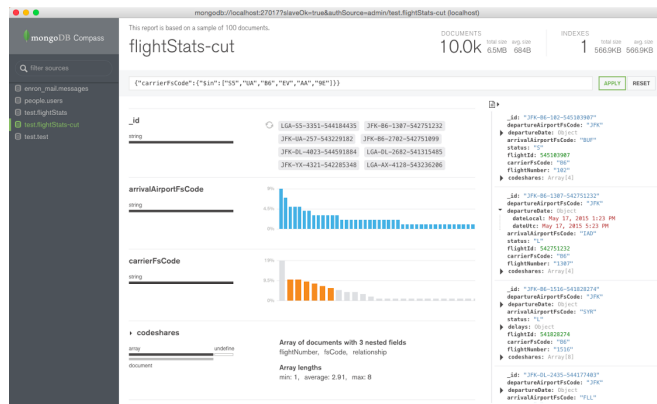 mongodb://localhost:27017?slaveOk=true&authSource=admin/test.flightStats-cut (localhost)
mongoDB Compass
filter sources
enron_mail.messages
people.users
test.flightStats
test.flightStats-cut
test.test
This report is based on a sample of 100 documents.
flightStats-cut
DOCUMENTS
10.0k total size 6.5MB avg. size 684B
INDEXES
1 total size 566.9KB avg. size 566.9KB
{"carrierFsCode":{"$in":["S5","UA","B6","EV","AA","9E"]}}
APPLY RESET
_id
string
LGA-S5-3351-544184435 JFK-B6-1307-542751232
JFK-UA-257-543229182 JFK-B6-2702-542751099
JFK-DL-4023-544591884 LGA-DL-2682-541315485
JFK-YX-4321-542285348 LGA-AX-4128-543236206
arrivalAirportFsCode
string
0%
carrierFsCode
string
0%
codeshares
array undefine
document
Array of documents with 3 nested fields
flightNumber, fsCode, relationship
Array lengths
min: 1, average: 2.91, max: 8
_id: "JFK-B6-102-545103907"
departureAirportFsCode: "JFK"
departureDate: Object
arrivalAirportFsCode: "BUF"
status: "S"
flightId: 545103907
carrierFsCode: "B6"
flightNumber: "102"
codeshares: Array[4]
_id: "JFK-B6-1307-542751232"
departureAirportFsCode: "JFK"
departureDate: Object
dateLocal: May 17, 2015 1:23 PM
dateUtc: May 17, 2015 5:23 PM
arrivalAirportFsCode: "IAD"
status: "L"
flightId: 542751232
carrierFsCode: "B6"
flightNumber: "1307"
codeshares: Array[4]
_id: "JFK-B6-1516-541828274"
departureAirportFsCode: "JFK"
departureDate: Object
arrivalAirportFsCode: "SYR"
status: "L"
delays: Object
flightId: 541828274
carrierFsCode: "B6"
flightNumber: "1516"
codeshares: Array[8]
_id: "JFK-DL-2435-544177403"
departureAirportFsCode: "JFK"
departureDate: Object
arrivalAirportFsCode: "FLL"